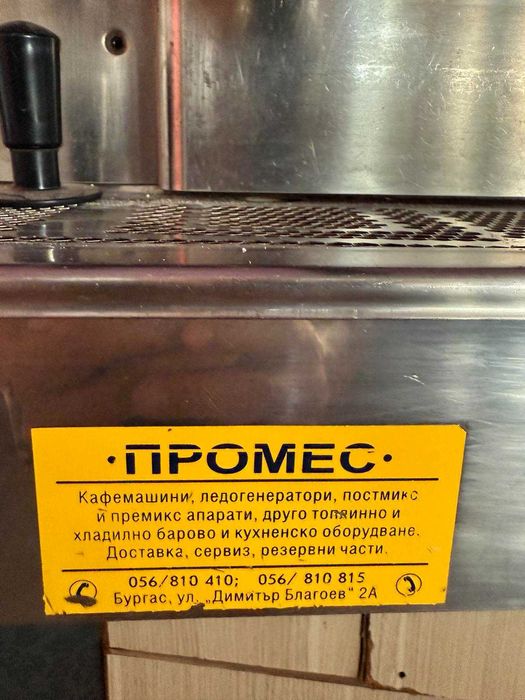 ·ПРОМЕС·
Кафемашини, ледогенератори, постмикс
и премикс апарати, друго топлинно и
хладилно барово и кухненско оборудване.
Доставка, сервиз, резервни части.
056/810 410; 056/ 810 815
Бургас, ул. „Димитър Благоев" 2А